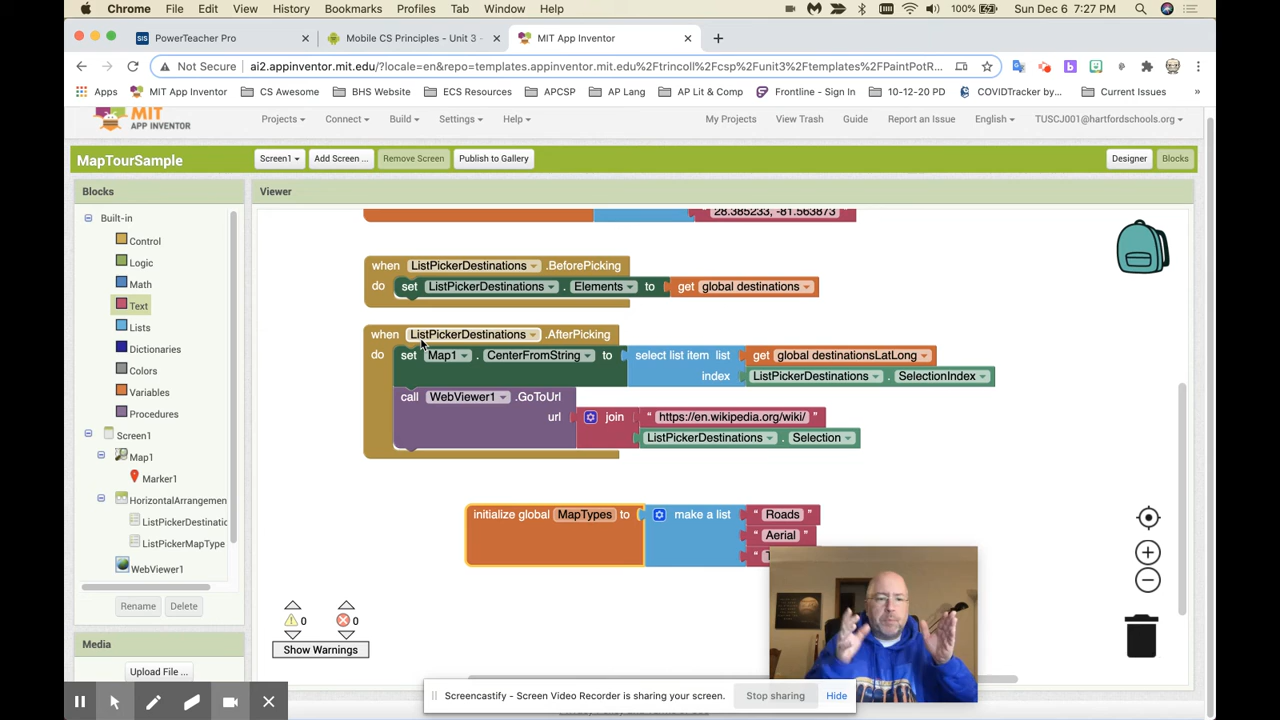 Chrome File Edit View History Bookmarks Profiles Tab Window Help 100% Sun Dec 6 7:27 PM
SIS PowerTeacher Pro × Mobile CS Principles - Unit 3 - × MIT App Inventor × +
Not Secure ai2.appinventor.mit.edu/?locale=en&repo=templates.appinventor.mit.edu%2Ftrincoll%2Fcsp%2Funit3%2Ftemplates%2FPaintPotR...
Apps MIT App Inventor CS Awesome BHS Website ECS Resources APCSP AP Lang AP Lit & Comp Frontline - Sign In 10-12-20 PD COVIDTracker by... Current Issues »
MIT
APP INVENTOR
Projects Connect Build Settings Help My Projects View Trash Guide Report an Issue English TUSCJ001@hartfordschools.org
MapTourSample Screen1 Add Screen ... Remove Screen Publish to Gallery Designer Blocks
Blocks Viewer
Built-in
Control
Logic
Math
Text
Lists
Dictionaries
Colors
Variables
Procedures
Screen1
Map1
Marker1
HorizontalArrangemen
ListPickerDestinatio
ListPickerMapType
WebViewer1
Rename Delete
Media
Upload File ...
28.385233, -81.563873
when ListPickerDestinations .BeforePicking
do set ListPickerDestinations . Elements to get global destinations
when ListPickerDestinations .AfterPicking
do set Map1 . CenterFromString to select list item list get global destinationsLatLong
index ListPickerDestinations . SelectionIndex
call WebViewer1 .GoToUrl
url join " https://en.wikipedia.org/wiki/ "
ListPickerDestinations . Selection
initialize global MapTypes to make a list " Roads "
" Aerial "
" T
0 0
Show Warnings
Screencastify - Screen Video Recorder is sharing your screen. Stop sharing Hide